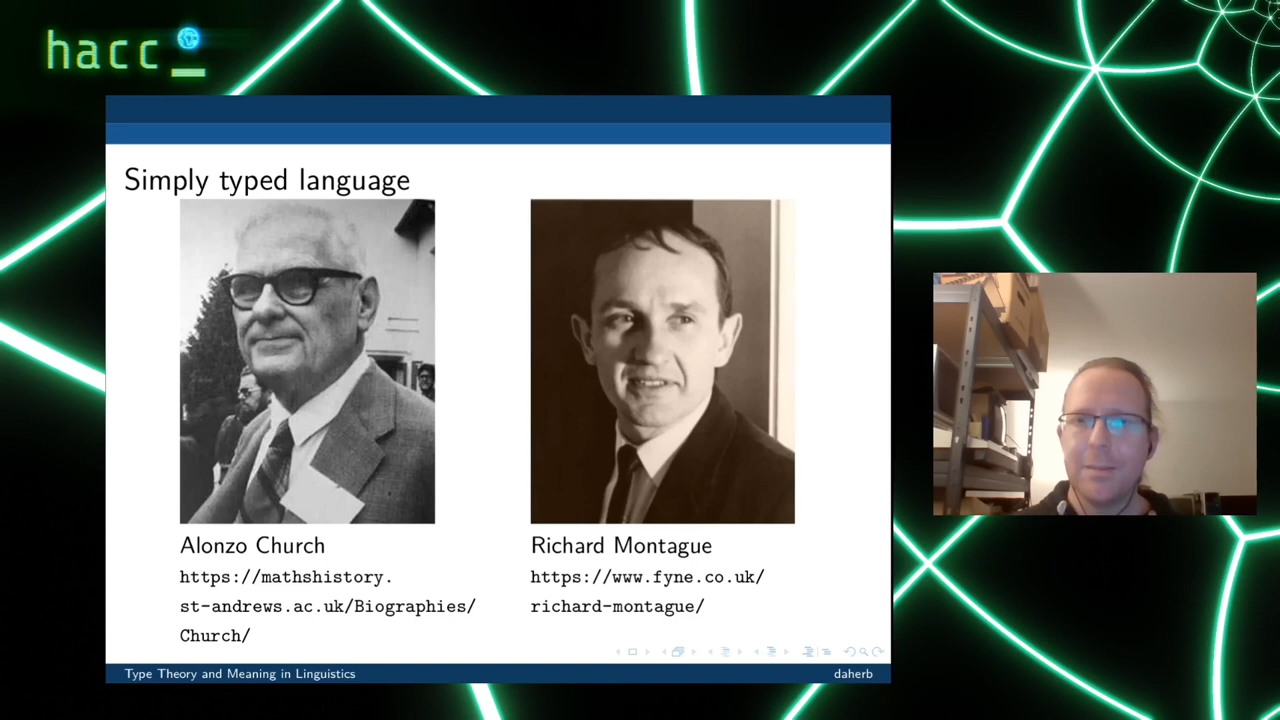 hacc
Simply typed language
Alonzo Church
https://mathshistory.
st-andrews.ac.uk/Biographies/
Church/
Richard Montague
https://www.fyne.co.uk/
richard-montague/
Type Theory and Meaning in Linguistics
daherb